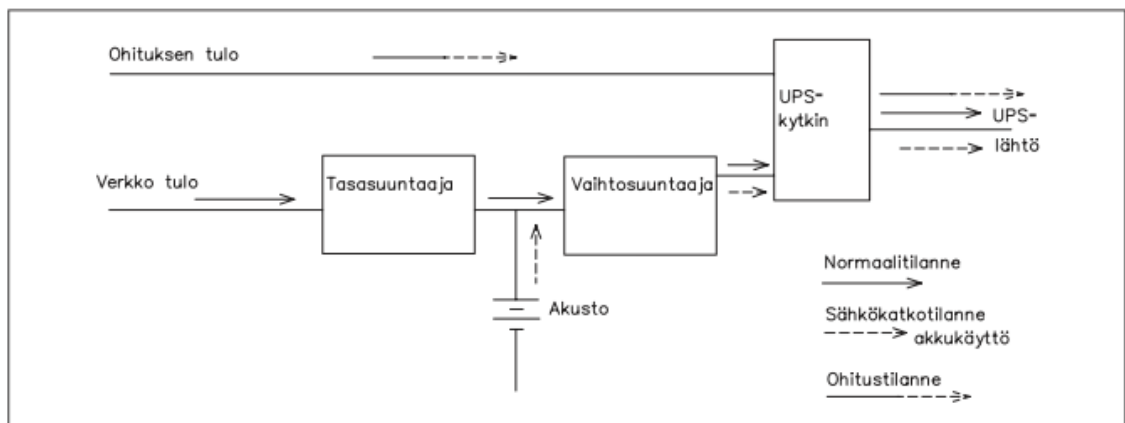 Ohituksen tulo
UPS-
kytkin
UPS-
lähtö
Verkko tulo
Tasasuuntaaja
Vaihtosuuntaaja
Akusto
Normaalitilanne
Sähkökatkotilanne
akkukäyttö
Ohitustilanne